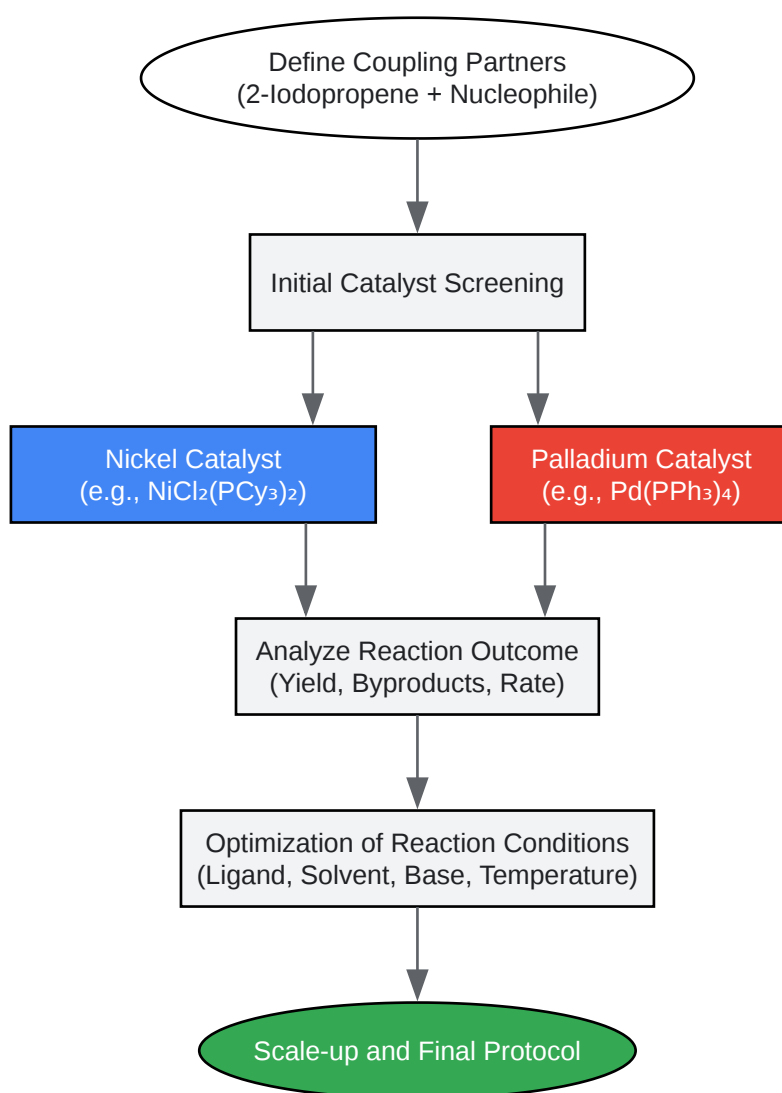 Define Coupling Partners
(2-Iodopropene + Nucleophile)
Initial Catalyst Screening
Nickel Catalyst
(e.g., NiCl₂(PCy₃)₂)
Palladium Catalyst
(e.g., Pd(PPh₃)₄)
Analyze Reaction Outcome
(Yield, Byproducts, Rate)
Optimization of Reaction Conditions
(Ligand, Solvent, Base, Temperature)
Scale-up and Final Protocol